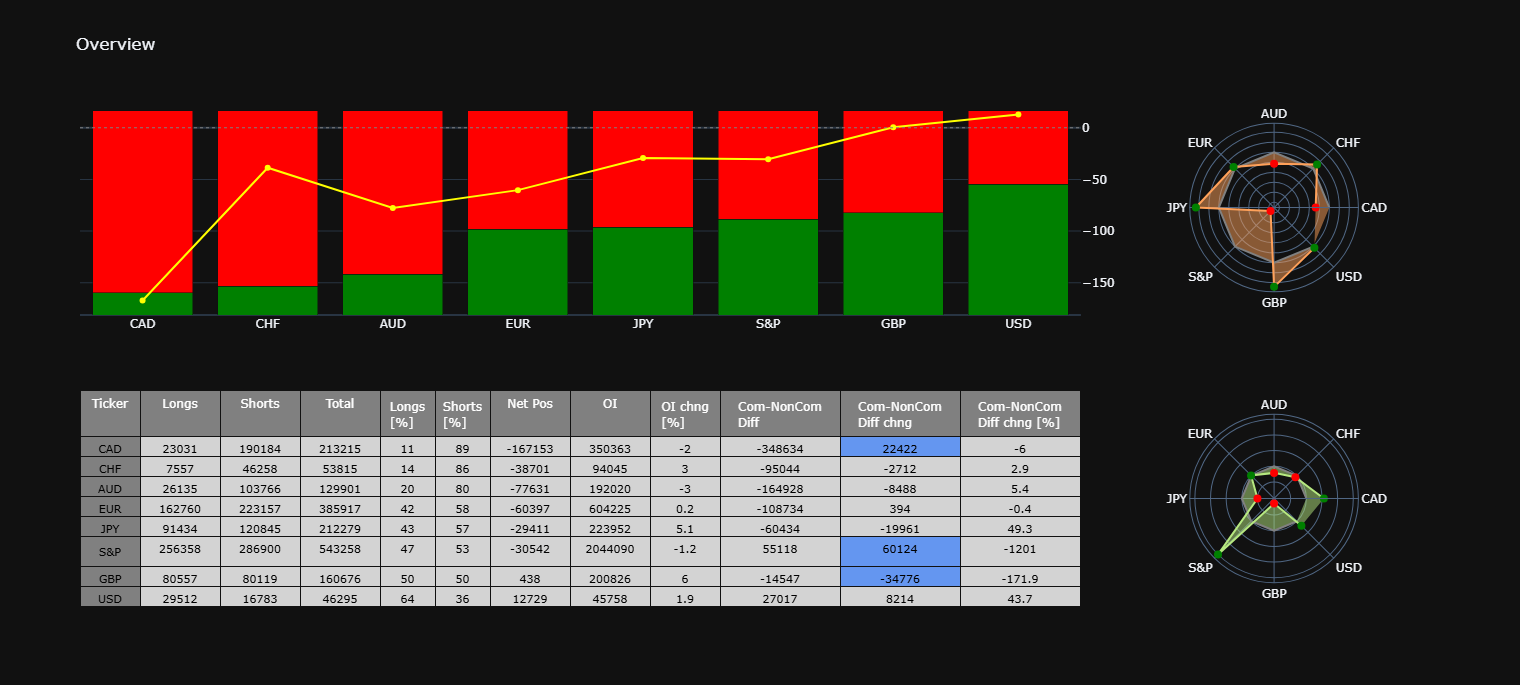 Overview
0
−50
−100
−150
CAD CHF AUD EUR JPY S&P GBP USD
AUD
EUR CHF
JPY CAD
S&P USD
GBP
Ticker Longs Shorts Total Longs [%] Shorts [%] Net Pos OI OI chng [%] Com-NonCom Diff Com-NonCom Diff chng Com-NonCom Diff chng [%]
CAD 23031 190184 213215 11 89 -167153 350363 -2 -348634 22422 -6
CHF 7557 46258 53815 14 86 -38701 94045 3 -95044 -2712 2.9
AUD 26135 103766 129901 20 80 -77631 192020 -3 -164928 -8488 5.4
EUR 162760 223157 385917 42 58 -60397 604225 0.2 -108734 394 -0.4
JPY 91434 120845 212279 43 57 -29411 223952 5.1 -60434 -19961 49.3
S&P 256358 286900 543258 47 53 -30542 2044090 -1.2 55118 60124 -1201
GBP 80557 80119 160676 50 50 438 200826 6 -14547 -34776 -171.9
USD 29512 16783 46295 64 36 12729 45758 1.9 27017 8214 43.7
AUD
EUR CHF
JPY CAD
S&P USD
GBP